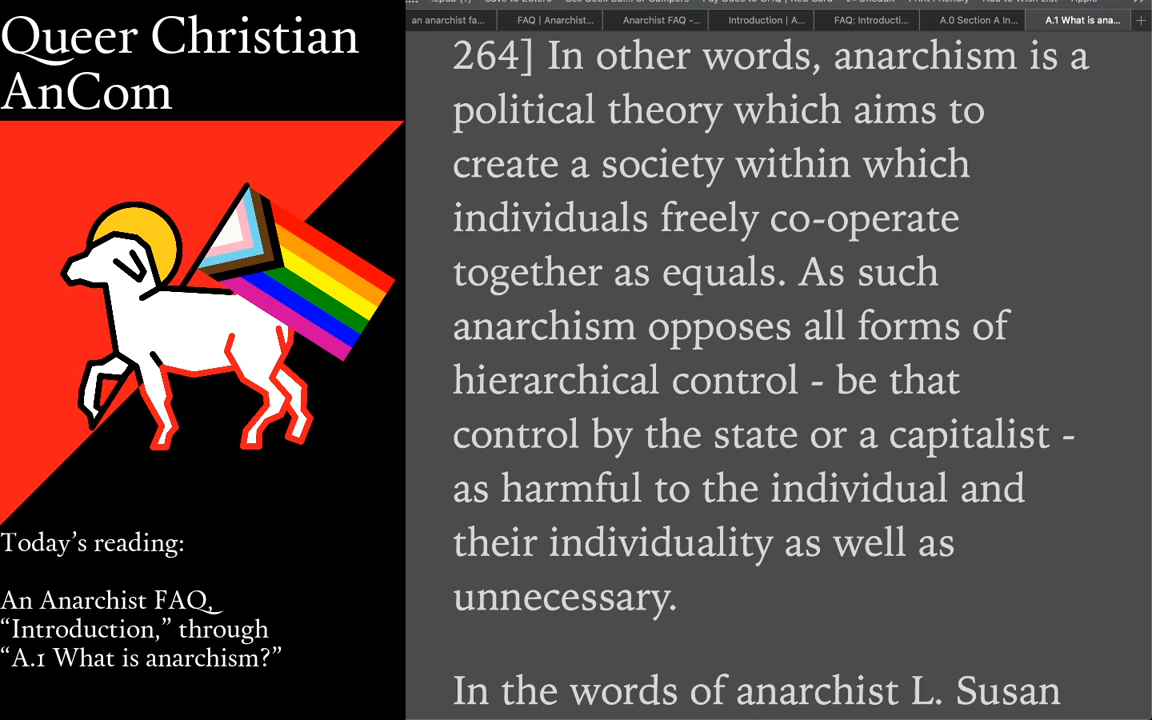 Queer Christian
AnCom
Today’s reading:
An Anarchist FAQ,
“Introduction,” through
“A.1 What is anarchism?”
an anarchist fa...
FAQ | Anarchist...
Anarchist FAQ -...
Introduction | A...
FAQ: Introducti...
A.0 Section A In...
A.1 What is ana...
264] In other words, anarchism is a
political theory which aims to
create a society within which
individuals freely co-operate
together as equals. As such
anarchism opposes all forms of
hierarchical control - be that
control by the state or a capitalist -
as harmful to the individual and
their individuality as well as
unnecessary.
In the words of anarchist L. Susan